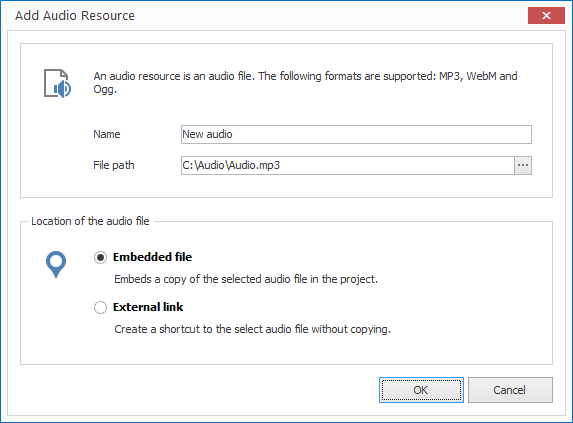 Add Audio Resource
An audio resource is an audio file. The following formats are supported: MP3, WebM and
Ogg.
Name
New audio
File path
C:\Audio\Audio.mp3
...
Location of the audio file
Embedded file
Embeds a copy of the selected audio file in the project.
External link
Create a shortcut to the select audio file without copying.
OK
Cancel